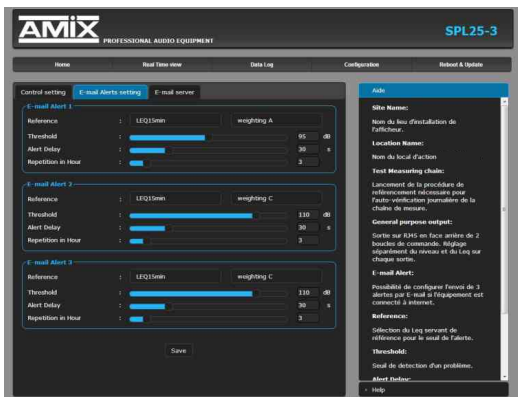 AMIX PROFESSIONAL AUDIO EQUIPMENT
SPL25-3
Home Real Time view Data Log Configuration Reboot & Update
Control setting E-mail Alerts setting E-mail server
E-mail Alert 1
Reference : LEQ15min weighting A
Threshold : 95 dB
Alert Delay : 30 s
Repetition in Hour : 3
E-mail Alert 2
Reference : LEQ15min weighting C
Threshold : 110 dB
Alert Delay : 30 s
Repetition in Hour : 3
E-mail Alert 3
Reference : LEQ15min weighting C
Threshold : 110 dB
Alert Delay : 30 s
Repetition in Hour : 3
Save
Aide
Site Name:
Nom du lieu d'installation de
l'afficheur.
Location Name:
Nom du local d'action
Test Measuring chain:
Lancement de la procédure de
référencement nécessaire pour
l'auto-vérification journalière de la
chaîne de mesure.
General purpose output:
Sortie sur RJ45 en face arrière de 2
boucles de commande. Réglage
séparément du niveau et du Leq sur
chaque sortie.
E-mail Alert:
Possibilité de configurer l'envoi de 3
alertes par E-mail si l'équipement est
connecté à internet.
Reference:
Sélection du Leq servant de
référence pour le seuil de l'alerte.
Threshold:
Seuil de detection d'un problème.
Alert Delay:
Help